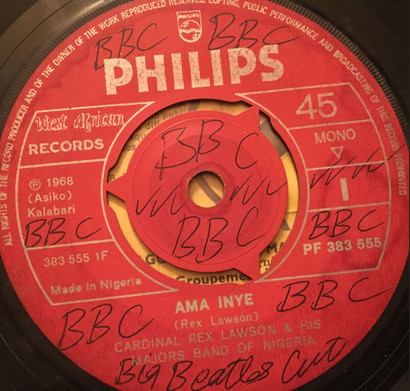 ALL RIGHTS OF THE RECORD PRODUCER AND OF THE OWNER OF THE WORK REPRODUCED RESERVED. COPYING, PUBLIC PERFORMANCE AND BROADCASTING OF THIS RECORD PROHIBITED
PHILIPS
BBC BBC
PHILIPS
West African
RECORDS
45
MONO
℗ 1968
(Asiko)
Kalabari
BBC
BBC
BBC
1
BBC
383 555 1F
PF 383 555
Made in Nigeria
Groupeme
AMA INYE
(Rex Lawson)
BBC
BBC
CARDINAL REX LAWSON & HIS
MAJORS BAND OF NIGERIA
Big Beatles Cut